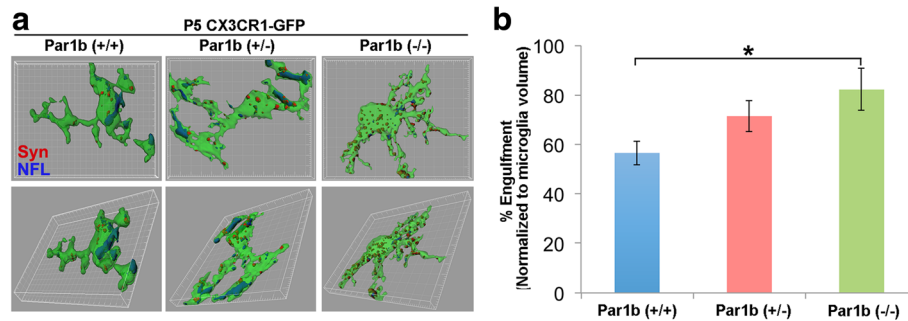 a
P5 CX3CR1-GFP
Par1b (+/+) Par1b (+/-) Par1b (-/-)
Syn
NFL
b
% Engulfment
(Normalized to microglia volume)
100
80
60
40
20
0
*
Par1b (+/+) Par1b (+/-) Par1b (-/-)